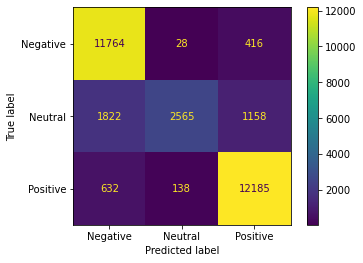 Negative 11764 28 416
Neutral 1822 2565 1158
Positive 632 138 12185
Negative Neutral Positive
Predicted label
True label
12000
10000
8000
6000
4000
2000